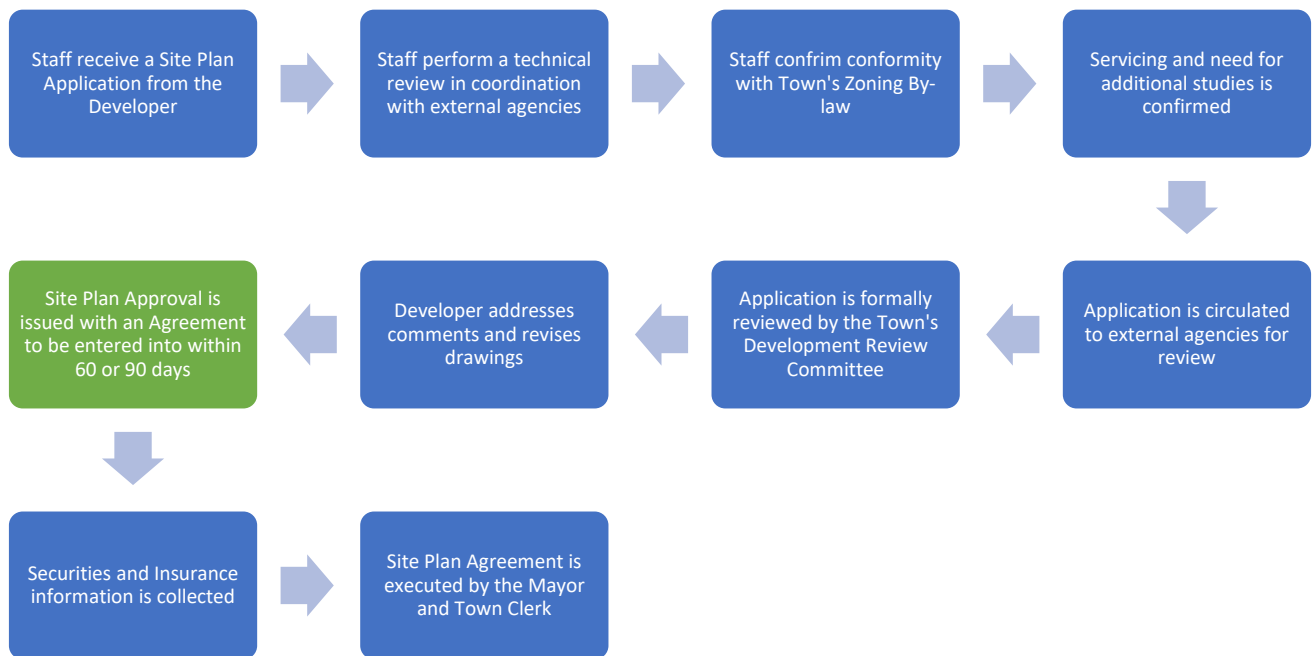 Staff receive a Site Plan
Application from the
Developer
Staff perform a technical
review in coordination
with external agencies
Staff confrim conformity
with Town's Zoning By-
law
Servicing and need for
additional studies is
confirmed
Application is circulated
to external agencies for
review
Application is formally
reviewed by the Town's
Development Review
Committee
Developer addresses
comments and revises
drawings
Site Plan Approval is
issued with an Agreement
to be entered into within
60 or 90 days
Securities and Insurance
information is collected
Site Plan Agreement is
executed by the Mayor
and Town Clerk